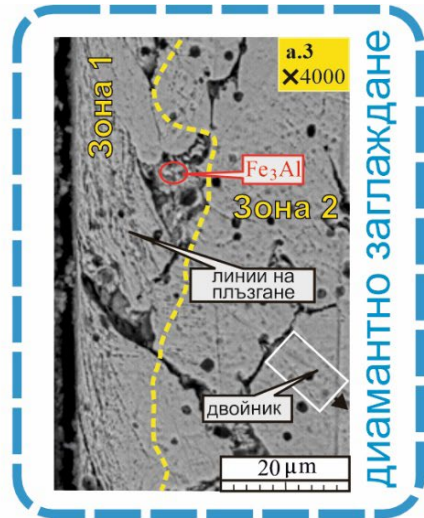 a.3
×4000
Зона 1
Fe₃Al
Зона 2
линии на
плъзгане
двойник
20 μm
диамантно заглаждане